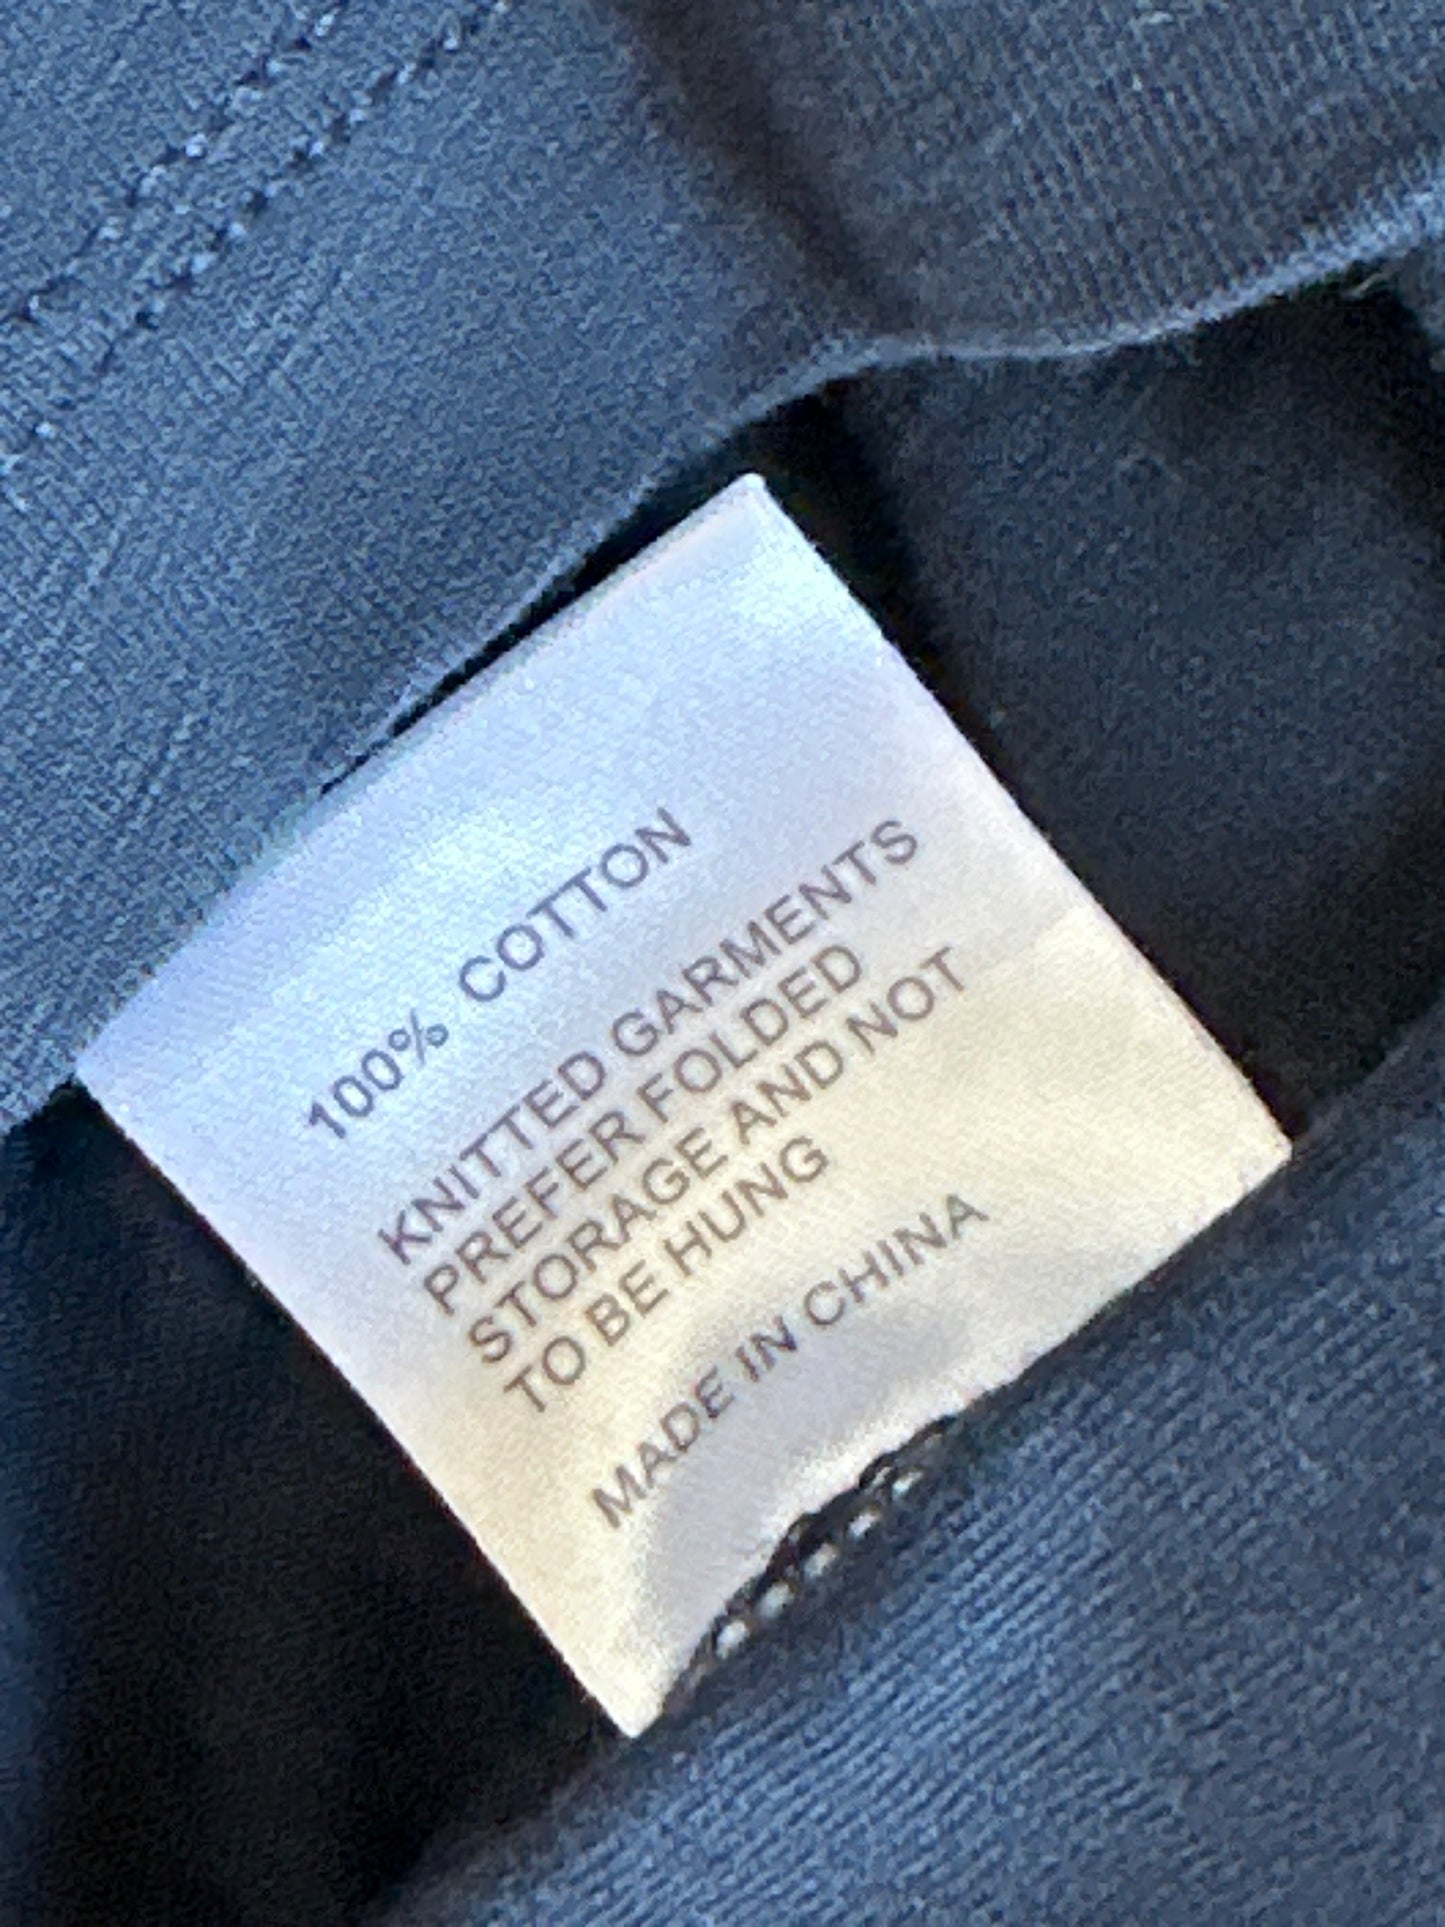 100% COTTON
KNITTED GARMENTS
PREFER FOLDED
STORAGE AND NOT
TO BE HUNG
MADE IN CHINA